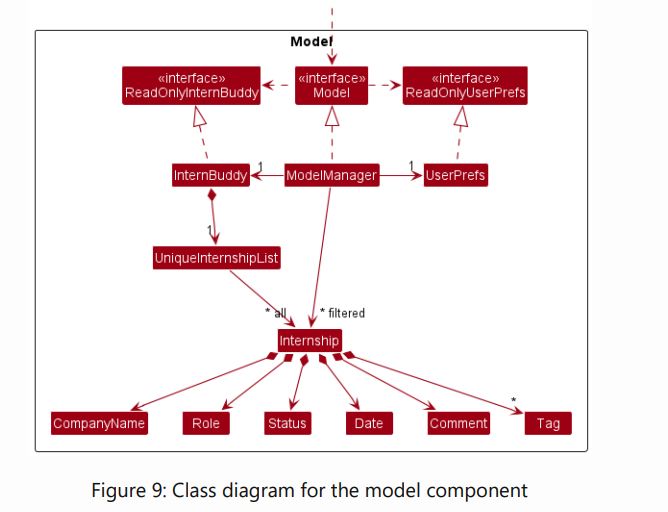 Model
«interface»
ReadOnlyInternBuddy
«interface»
Model
«interface»
ReadOnlyUserPrefs
InternBuddy
1
ModelManager
1
UserPrefs
1
UniqueInternshipList
* all
* filtered
Internship
*
CompanyName
Role
Status
Date
Comment
Tag
Figure 9: Class diagram for the model component